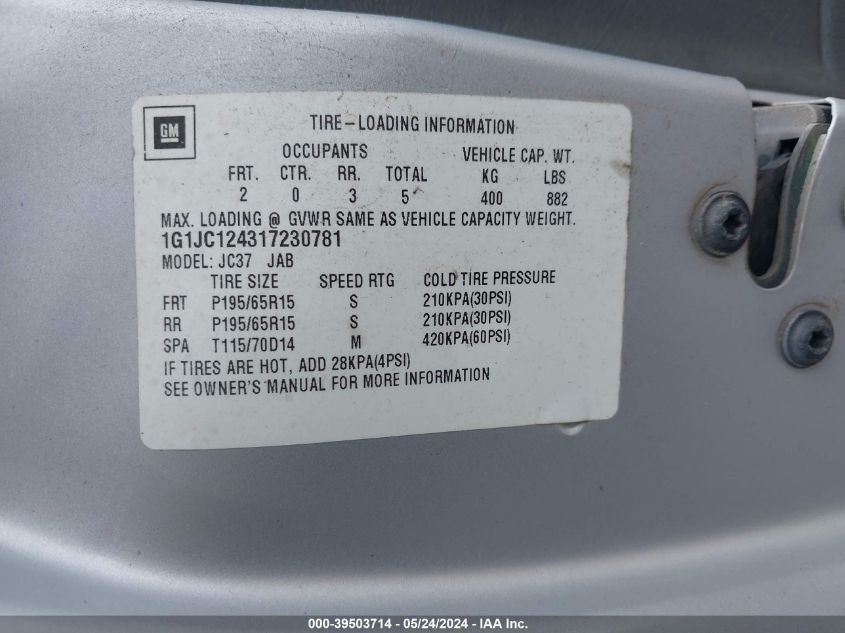 GM
TIRE-LOADING INFORMATION
OCCUPANTS VEHICLE CAP. WT.
FRT. CTR. RR. TOTAL KG LBS
2 0 3 5 400 882
MAX. LOADING @ GVWR SAME AS VEHICLE CAPACITY WEIGHT.
1G1JC124317230781
MODEL: JC37 JAB
TIRE SIZE SPEED RTG COLD TIRE PRESSURE
FRT P195/65R15 S 210KPA(30PSI)
RR P195/65R15 S 210KPA(30PSI)
SPA T115/70D14 M 420KPA(60PSI)
IF TIRES ARE HOT, ADD 28KPA(4PSI)
SEE OWNER'S MANUAL FOR MORE INFORMATION
000-39503714 - 05/24/2024 - IAA Inc.